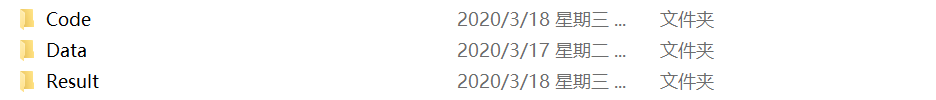 Code 2020/3/18 星期三 ... 文件夹
Data 2020/3/17 星期二 ... 文件夹
Result 2020/3/18 星期三 ... 文件夹